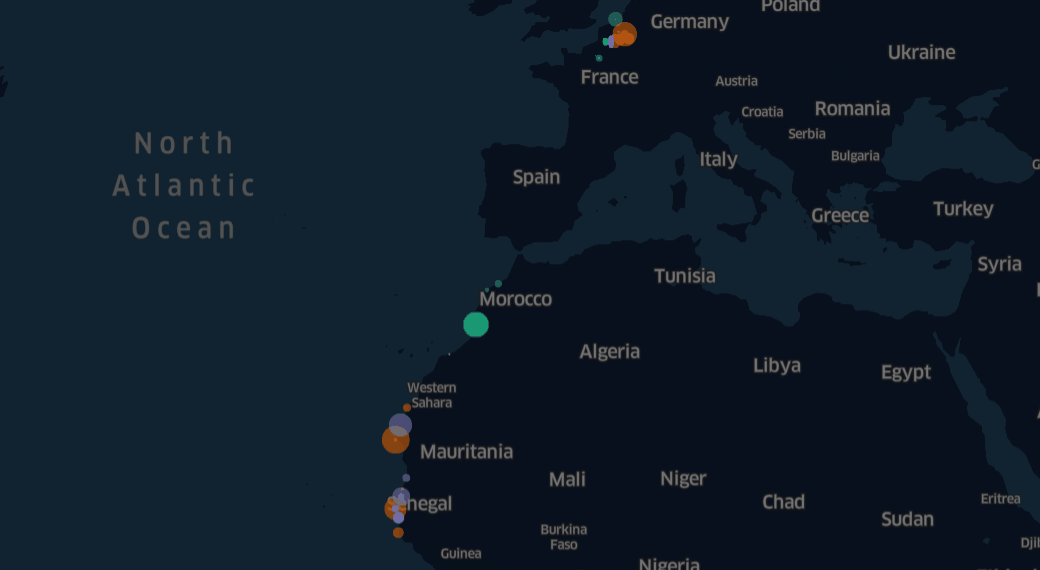 Poland
Germany
Ukraine
France
Austria
Croatia
Romania
Serbia
Bulgaria
North
Atlantic
Ocean
Italy
Spain
Greece
Turkey
Syria
Tunisia
Morocco
Algeria
Libya
Egypt
Western
Sahara
Mauritania
Mali
Niger
Chad
Sudan
Eritrea
negal
Burkina
Faso
Guinea
Nigeria
Djib